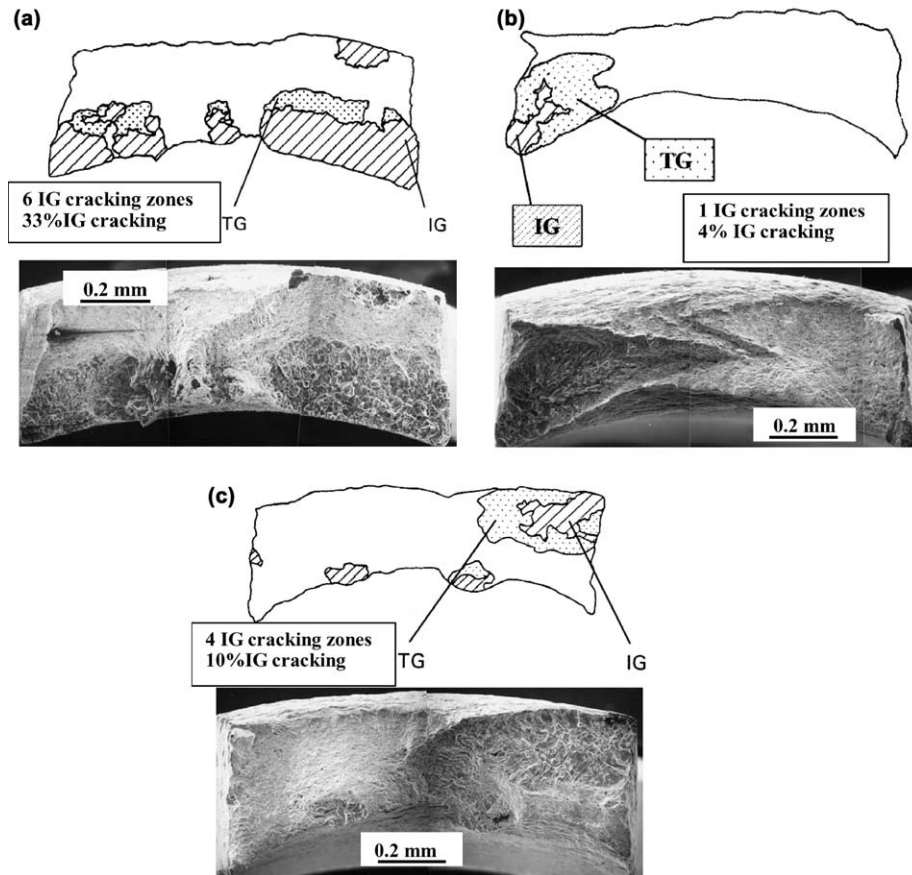 (a)
(b)
6 IG cracking zones
33%IG cracking
TG
IG
TG
IG
1 IG cracking zones
4% IG cracking
0.2 mm
0.2 mm
(c)
4 IG cracking zones
10%IG cracking
TG
IG
0.2 mm